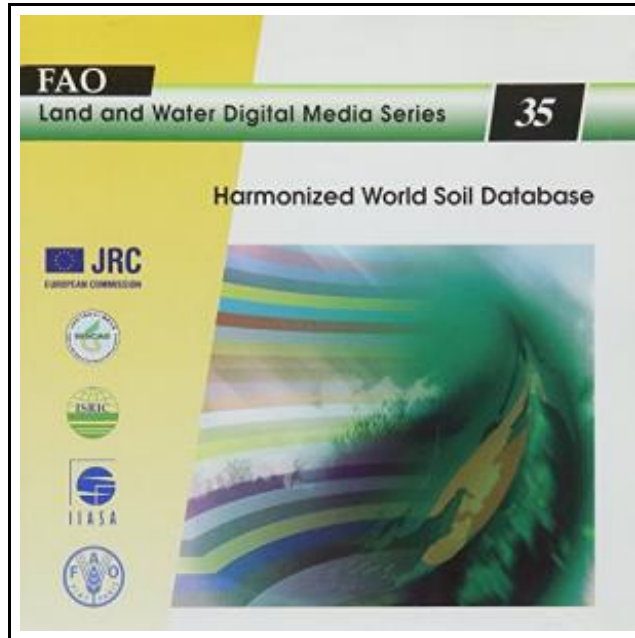 FAO
Land and Water Digital Media Series
35
Harmonized World Soil Database
JRC
EUROPEAN COMMISSION
ISRIC
IIASA
F A O